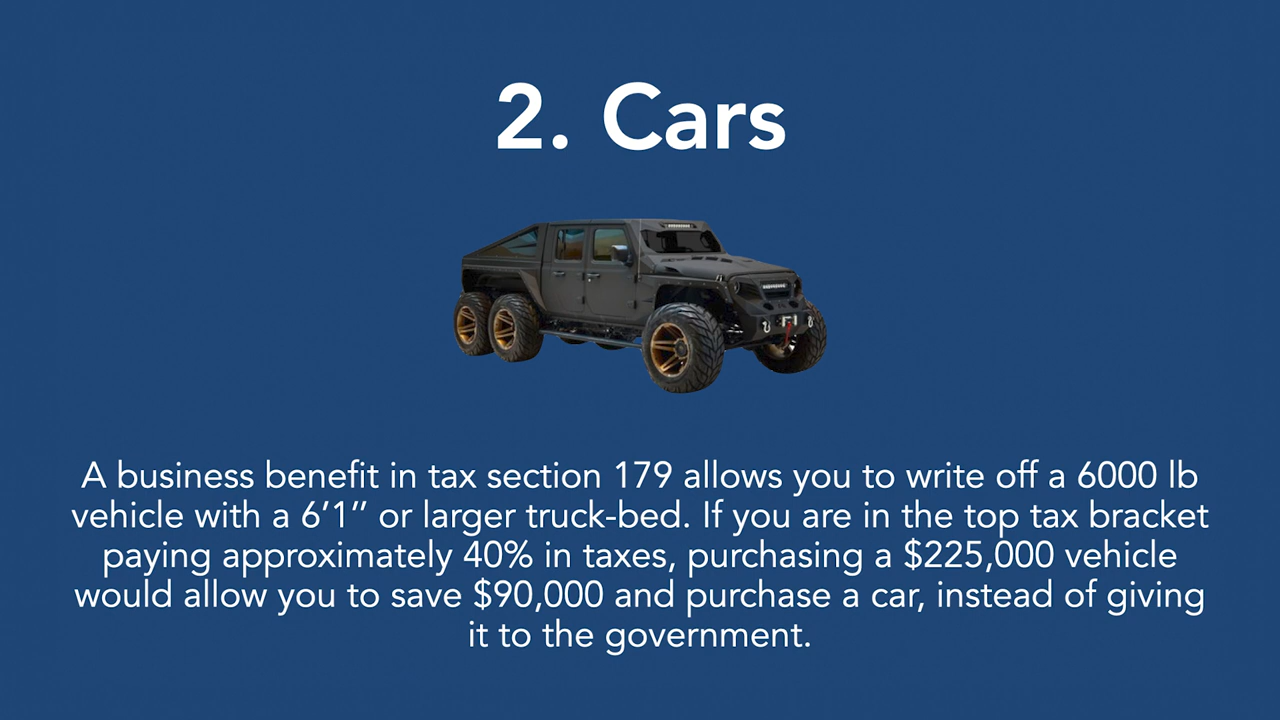 2. Cars
A business benefit in tax section 179 allows you to write off a 6000 lb
vehicle with a 6’1” or larger truck-bed. If you are in the top tax bracket
paying approximately 40% in taxes, purchasing a $225,000 vehicle
would allow you to save $90,000 and purchase a car, instead of giving
it to the government.